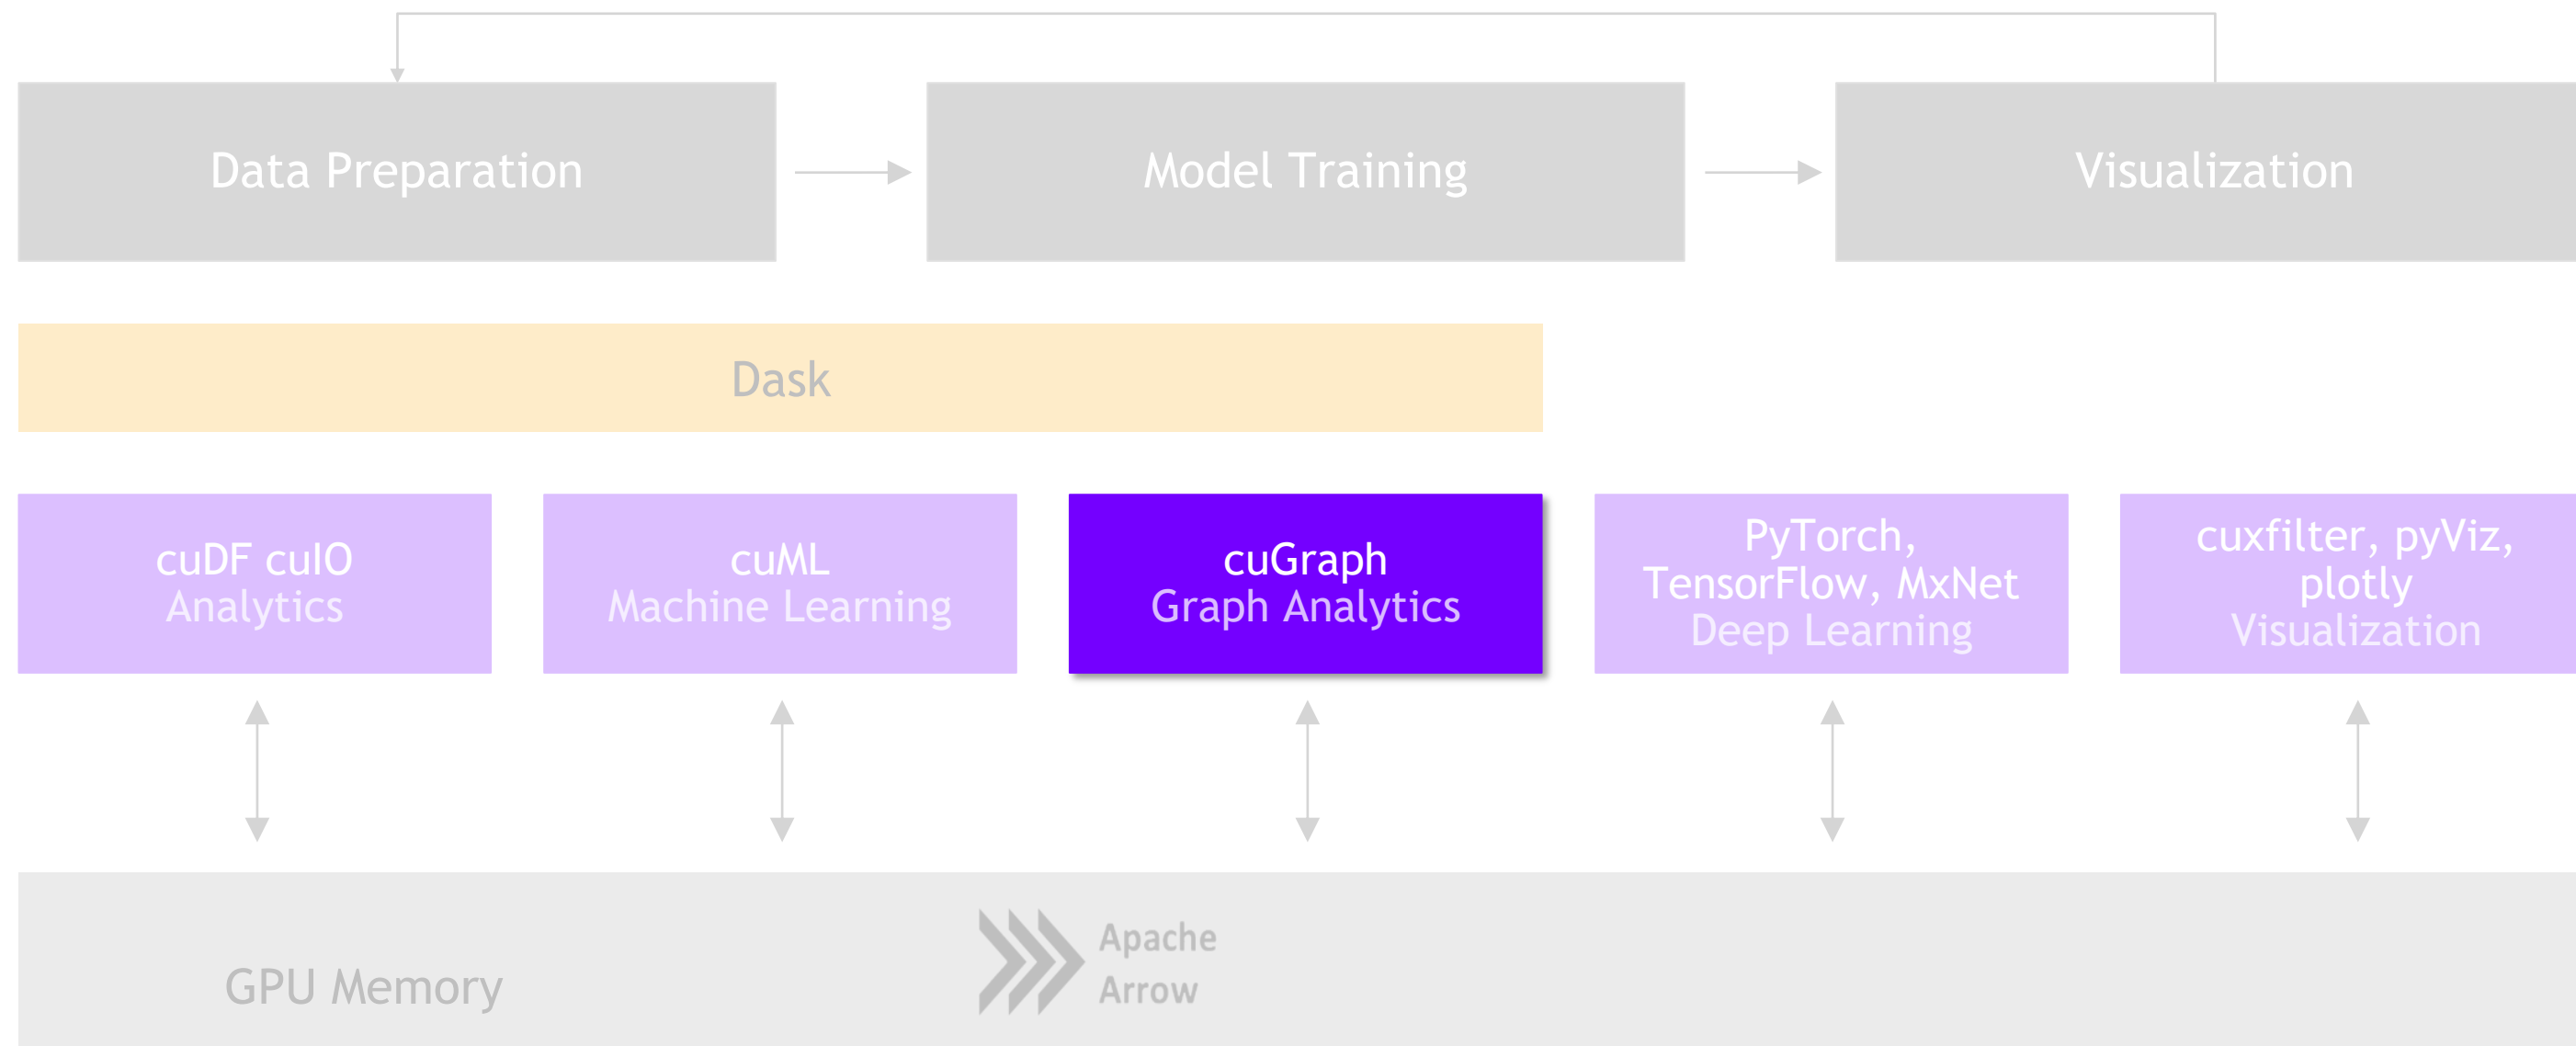 Data Preparation
Model Training
Visualization
Dask
cuDF cuIO
Analytics
cuML
Machine Learning
cuGraph
Graph Analytics
PyTorch,
TensorFlow, MxNet
Deep Learning
cuxfilter, pyViz,
plotly
Visualization
GPU Memory
Apache
Arrow